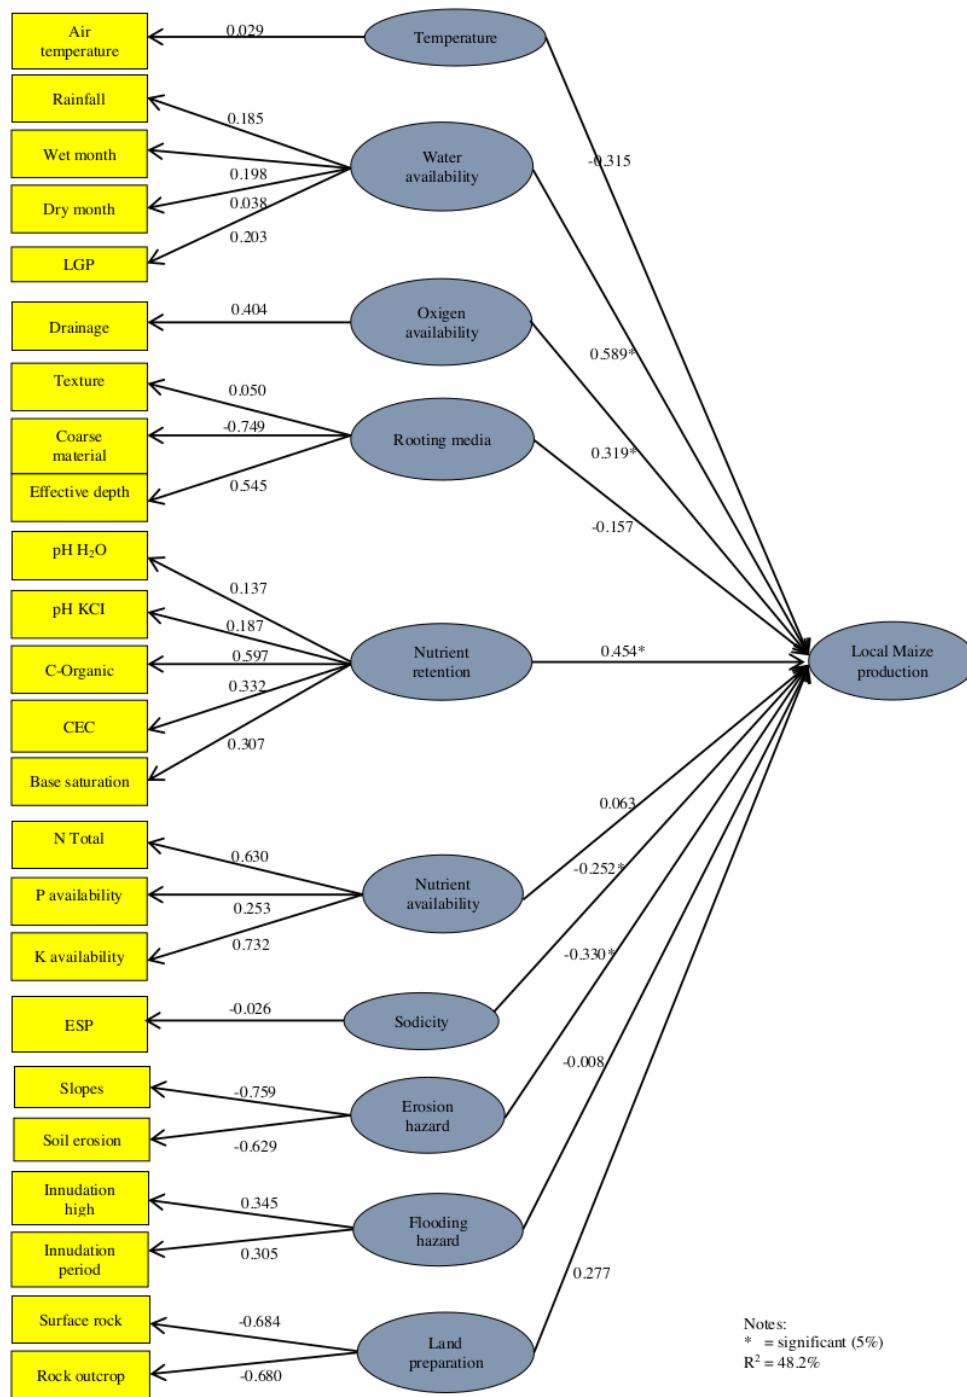 Air
temperature
0.029
Temperature
-0.315
Rainfall
0.185
Wet month
0.198
Water
availability
0.589*
Dry month
0.038
LGP
0.203
Drainage
0.404
Oxigen
availability
0.319*
Texture
0.050
Coarse
material
-0.749
Rooting media
-0.157
Effective depth
0.545
pH H₂O
0.137
pH KCI
0.187
C-Organic
0.597
Nutrient
retention
0.454*
Local Maize
production
CEC
0.332
Base saturation
0.307
N Total
0.630
0.063
P availability
0.253
Nutrient
availability
-0.252*
K availability
0.732
-0.330*
ESP
-0.026
Sodicity
-0.008
Slopes
-0.759
Erosion
hazard
Soil erosion
-0.629
Innudation
high
0.345
Flooding
hazard
Innudation
period
0.305
0.277
Surface rock
-0.684
Land
preparation
Rock outcrop
-0.680
Notes:
* = significant (5%)
R² = 48.2%